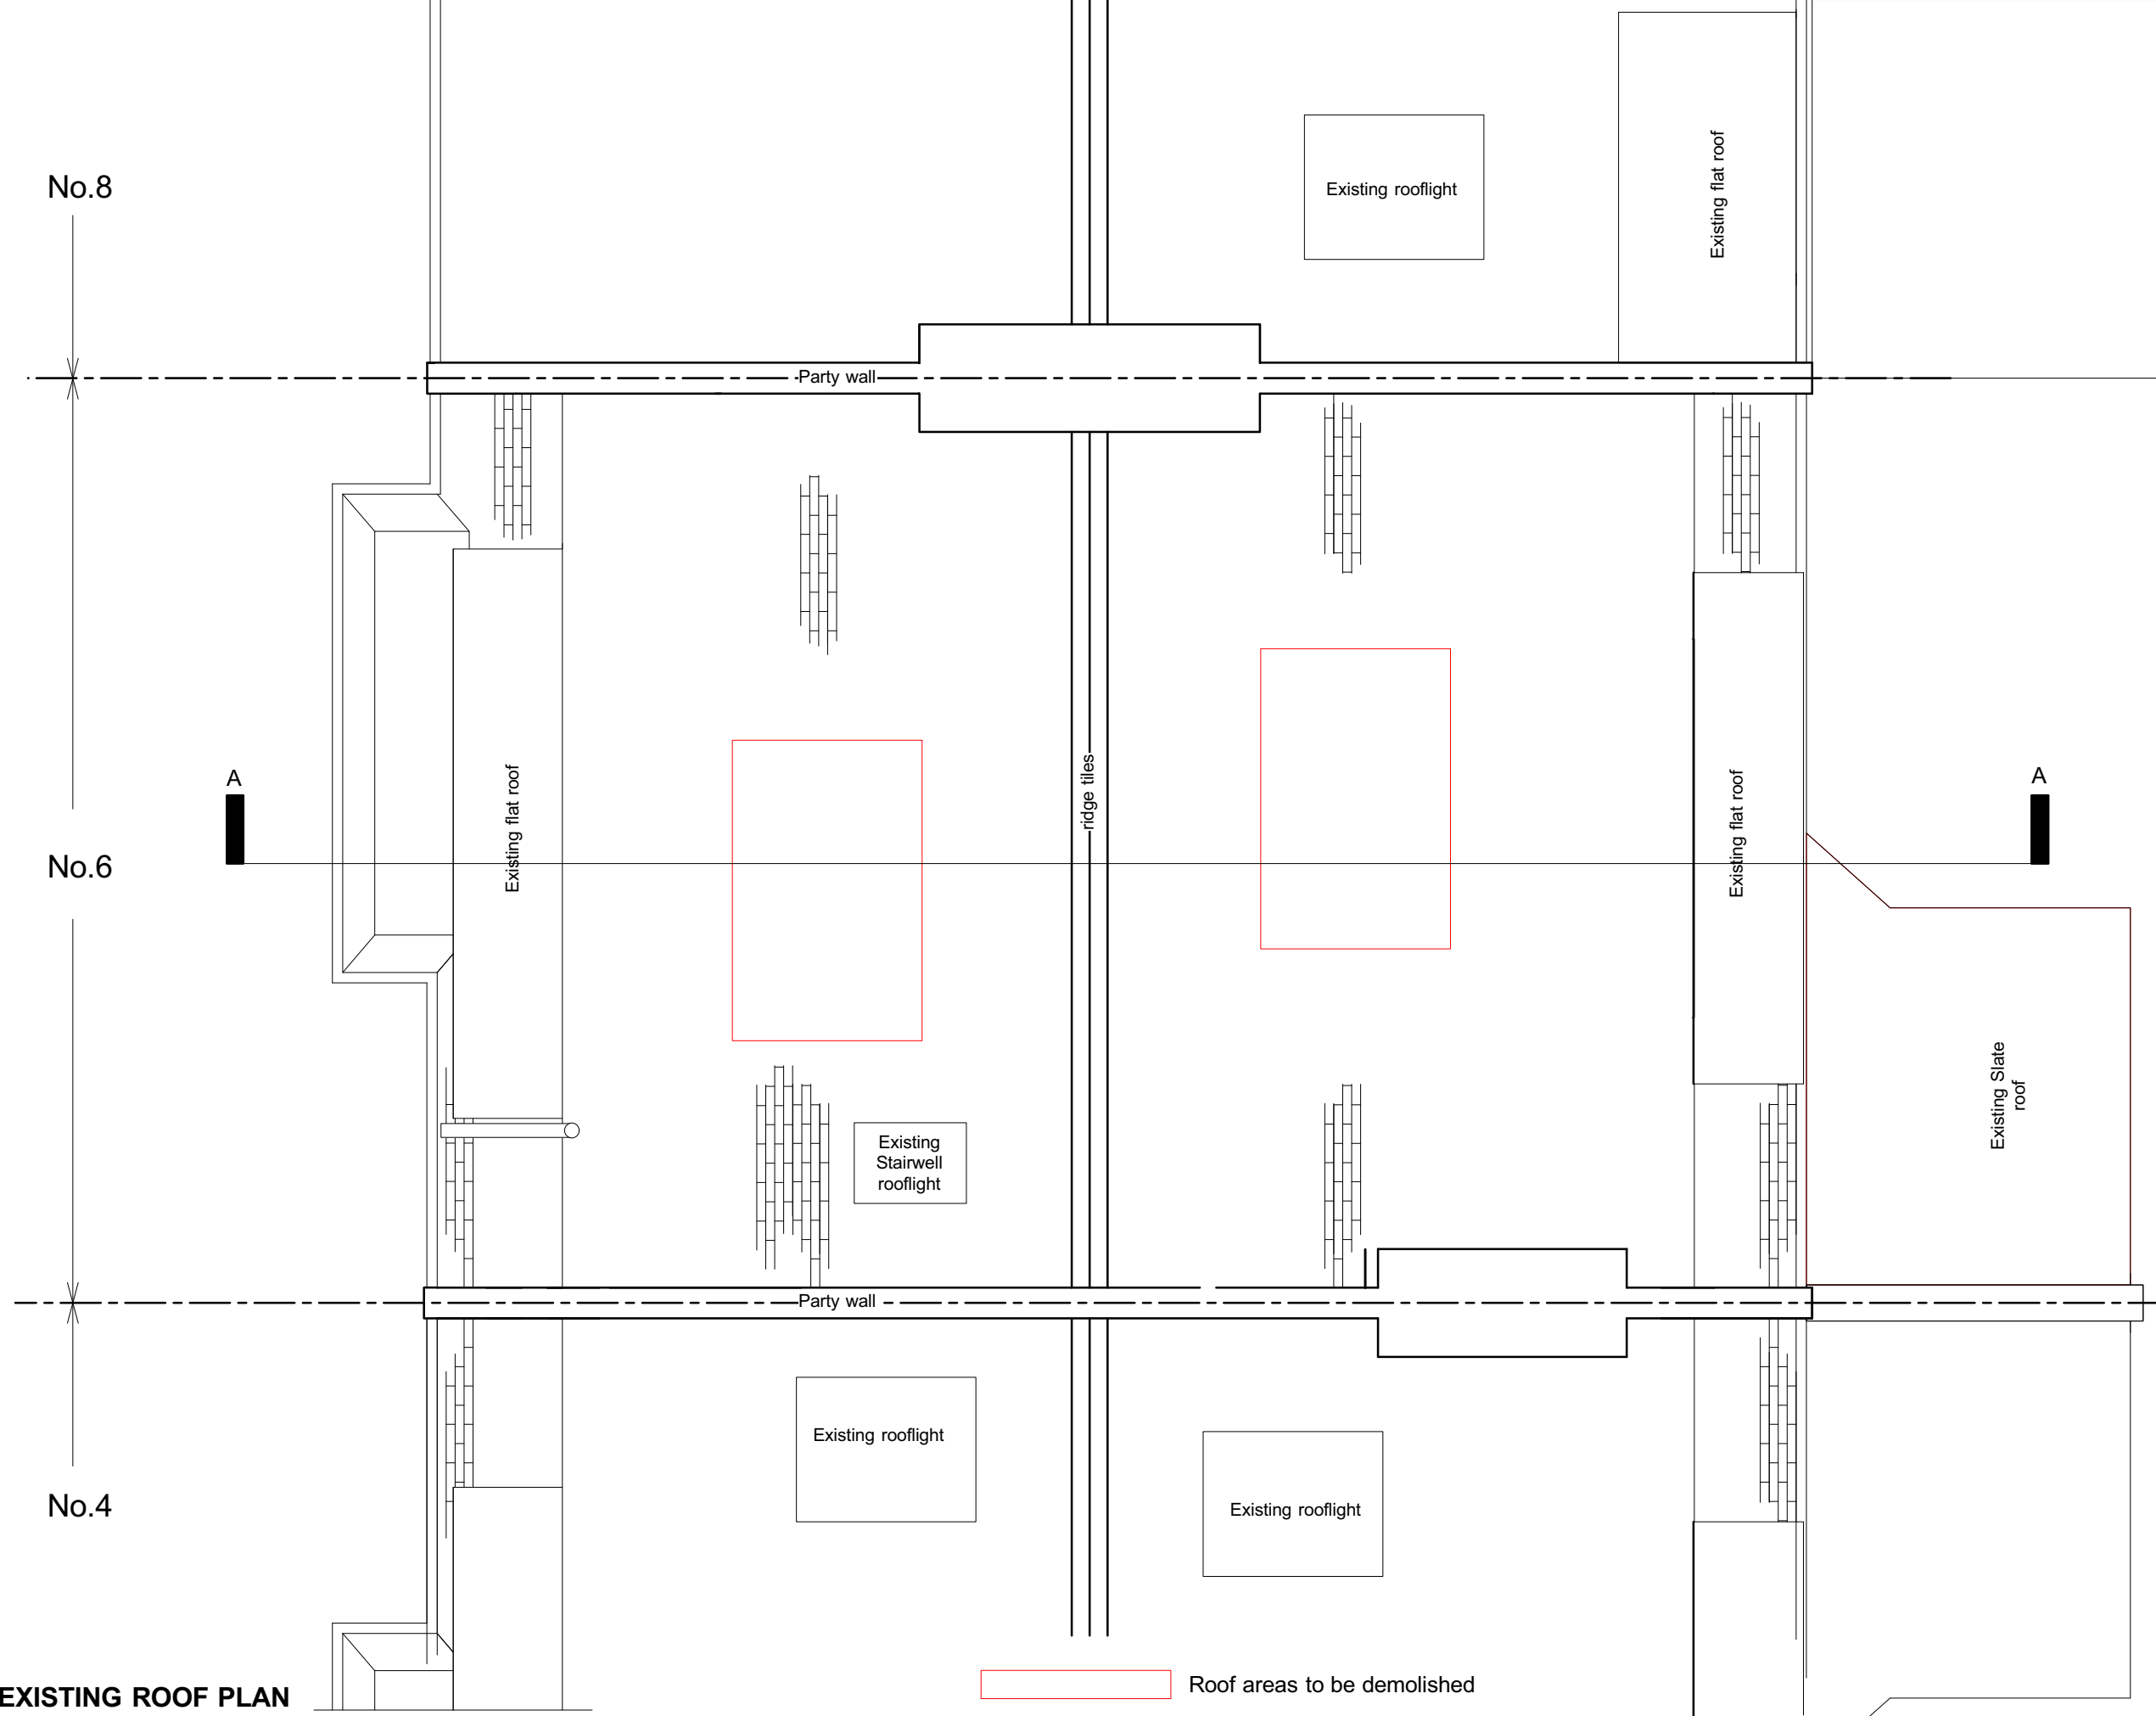 No.8
Existing rooflight
Existing flat roof
Party wall
A
Existing flat roof
ridge tiles
Existing flat roof
A
No.6
Existing Slate
roof
Existing
Stairwell
rooflight
Party wall
Existing rooflight
Existing rooflight
No.4
EXISTING ROOF PLAN
Roof areas to be demolished